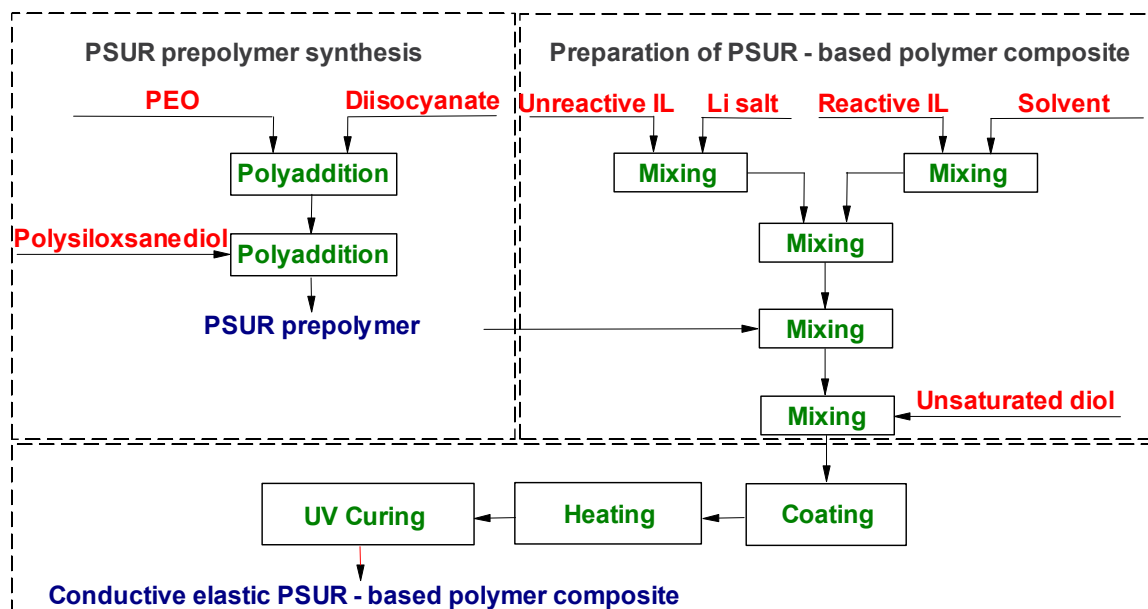 PSUR prepolymer synthesis
PEO
Diisocyanate
Polyaddition
Polysiloxsanediol
Polyaddition
PSUR prepolymer
Preparation of PSUR - based polymer composite
Unreactive IL
Li salt
Reactive IL
Solvent
Mixing
Mixing
Mixing
Mixing
Mixing
Unsaturated diol
UV Curing
Heating
Coating
Conductive elastic PSUR - based polymer composite